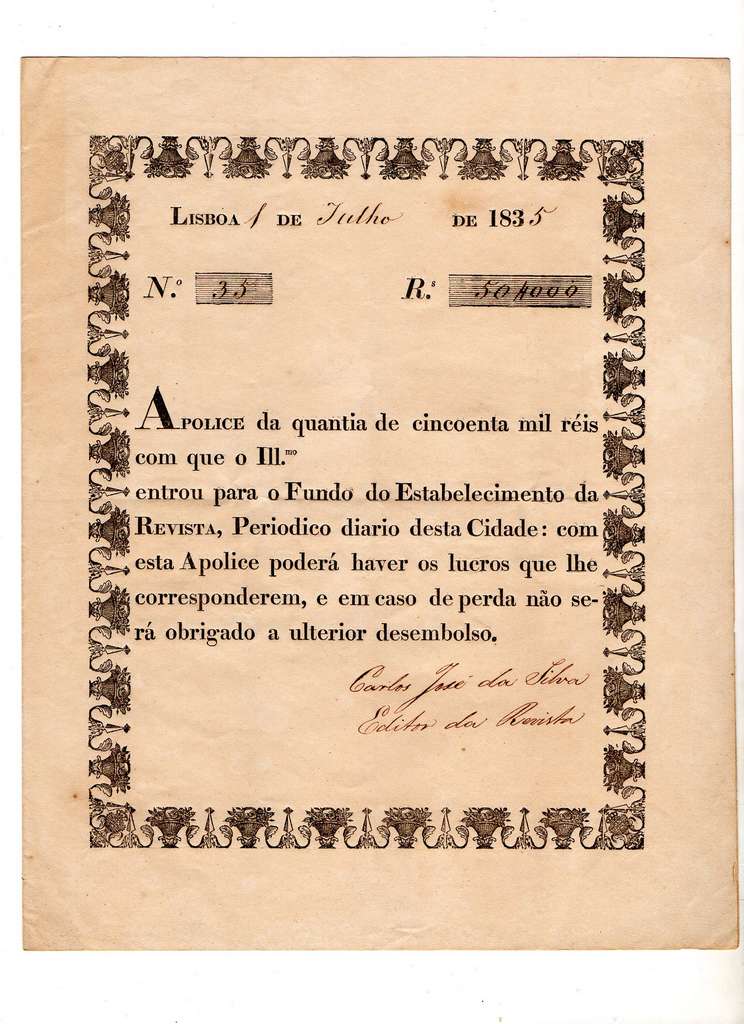 LISBOA 1 DE Julho DE 1835
N.º 35 R.s 50$000
APOLICE da quantia de cincoenta mil réis
com que o Ill.mo
entrou para o Fundo do Estabelecimento da
REVISTA, Periodico diario desta Cidade: com
esta Apolice poderá haver os lucros que lhe
corresponderem, e em caso de perda não se-
rá obrigado a ulterior desembolso.
Carlos José da Silva
Editor da Revista